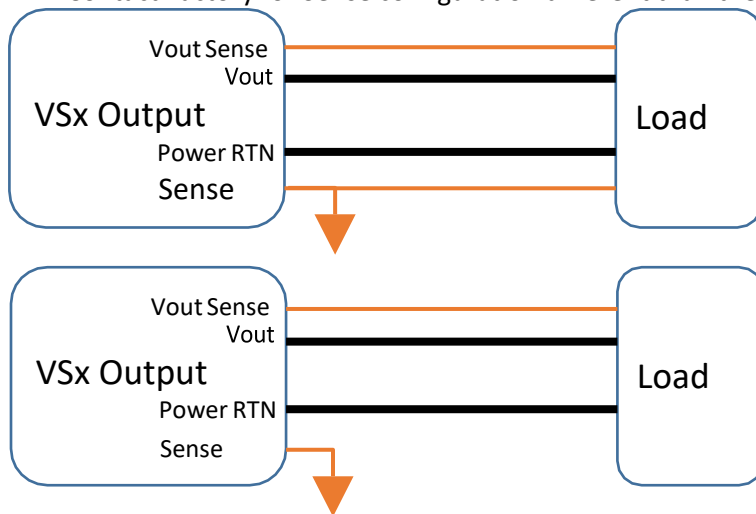 Vout Sense
Vout
VSx Output
Load
Power RTN
Sense
Vout Sense
Vout
VSx Output
Load
Power RTN
Sense